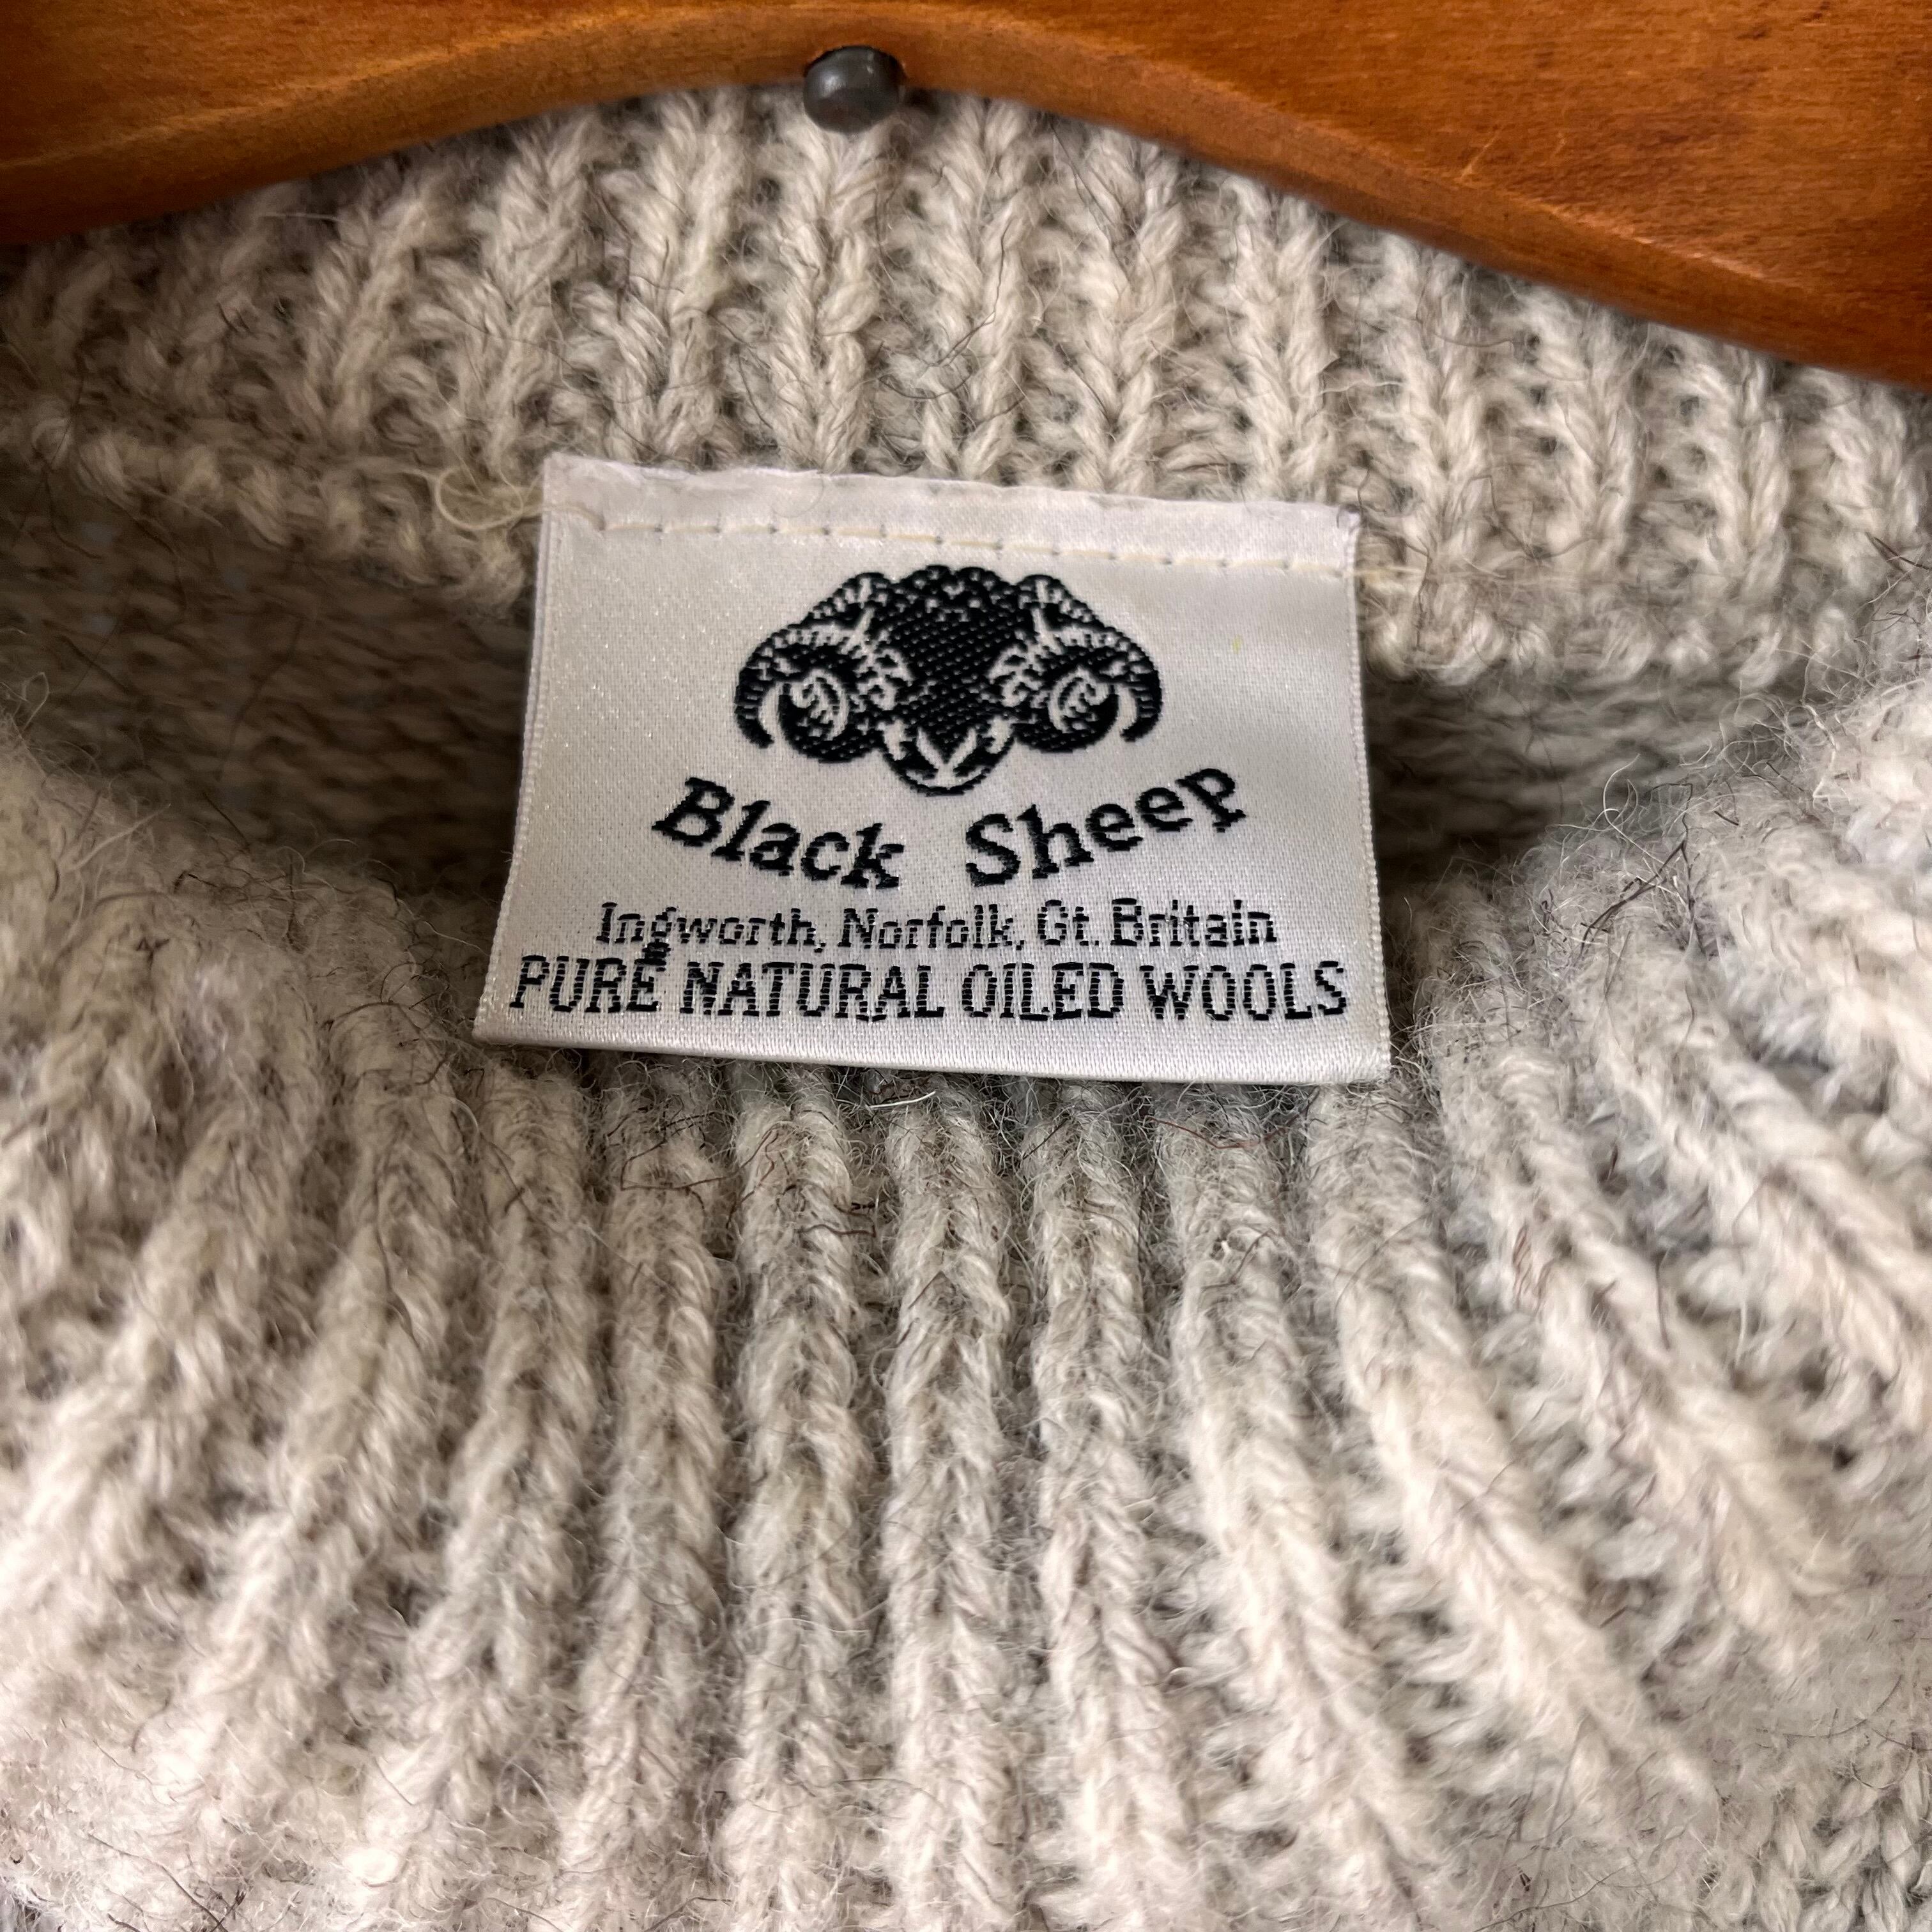 Black Sheep
Ingworth, Norfolk, Gt. Britain
PURE NATURAL OILED WOOLS